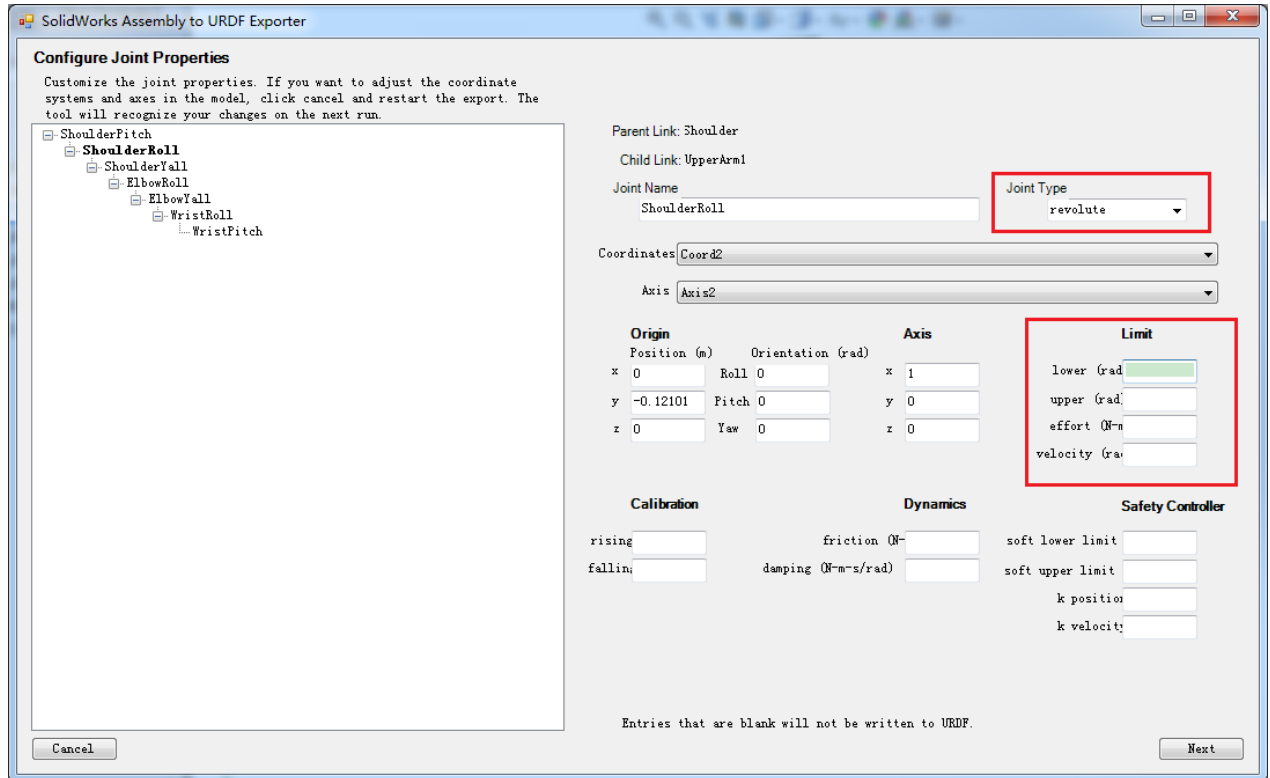 SolidWorks Assembly to URDF Exporter
Configure Joint Properties
Customize the joint properties. If you want to adjust the coordinate
systems and axes in the model, click cancel and restart the export. The
tool will recognize your changes on the next run.
ShoulderPitch
ShoulderRoll
ShoulderYall
ElbowRoll
ElbowYall
WristRoll
WristPitch
Parent Link: Shoulder
Child Link: UpperArm1
Joint Name
Joint Type
ShoulderRoll
revolute
Coordinates Coord2
Axis Axis2
Origin Axis Limit
Position (m) Orientation (rad)
x 0 Roll 0 x 1 lower (rad
y -0.12101 Pitch 0 y 0 upper (rad)
z 0 Yaw 0 z 0 effort (N-m
velocity (ra
Calibration Dynamics Safety Controller
rising friction (N- soft lower limit
falling damping (N-m-s/rad) soft upper limit
k position
k velocity
Entries that are blank will not be written to URDF.
Cancel Next